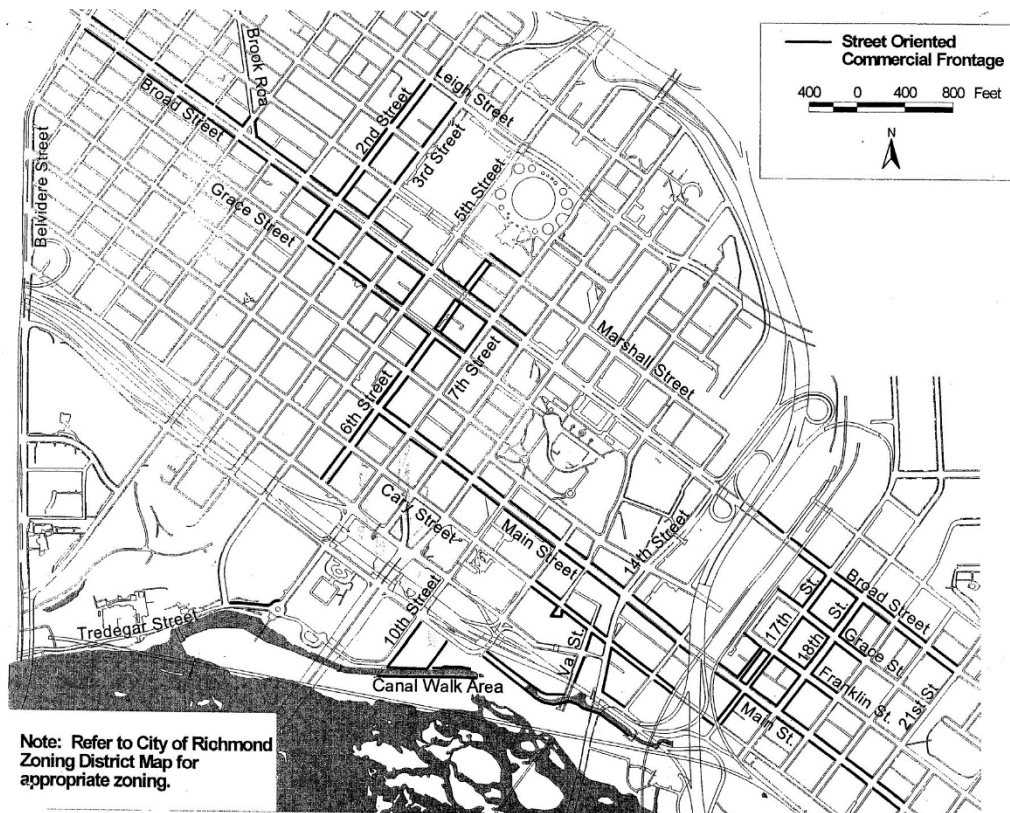 Street Oriented
Commercial Frontage
400 0 400 800 Feet
N
Brook Roa
Broad Street
2nd Street
Leigh Street
3rd Street
5th Street
Belvidere Street
Grace Street
Marshall Street
7th Street
6th Street
Cary Street
Main Street
14th Street
10th Street
Va St.
Tredegar Street
Canal Walk Area
17th St.
18th St.
Broad Street
Grace St.
Franklin St.
21st St
Main St.
Note: Refer to City of Richmond
Zoning District Map for
appropriate zoning.